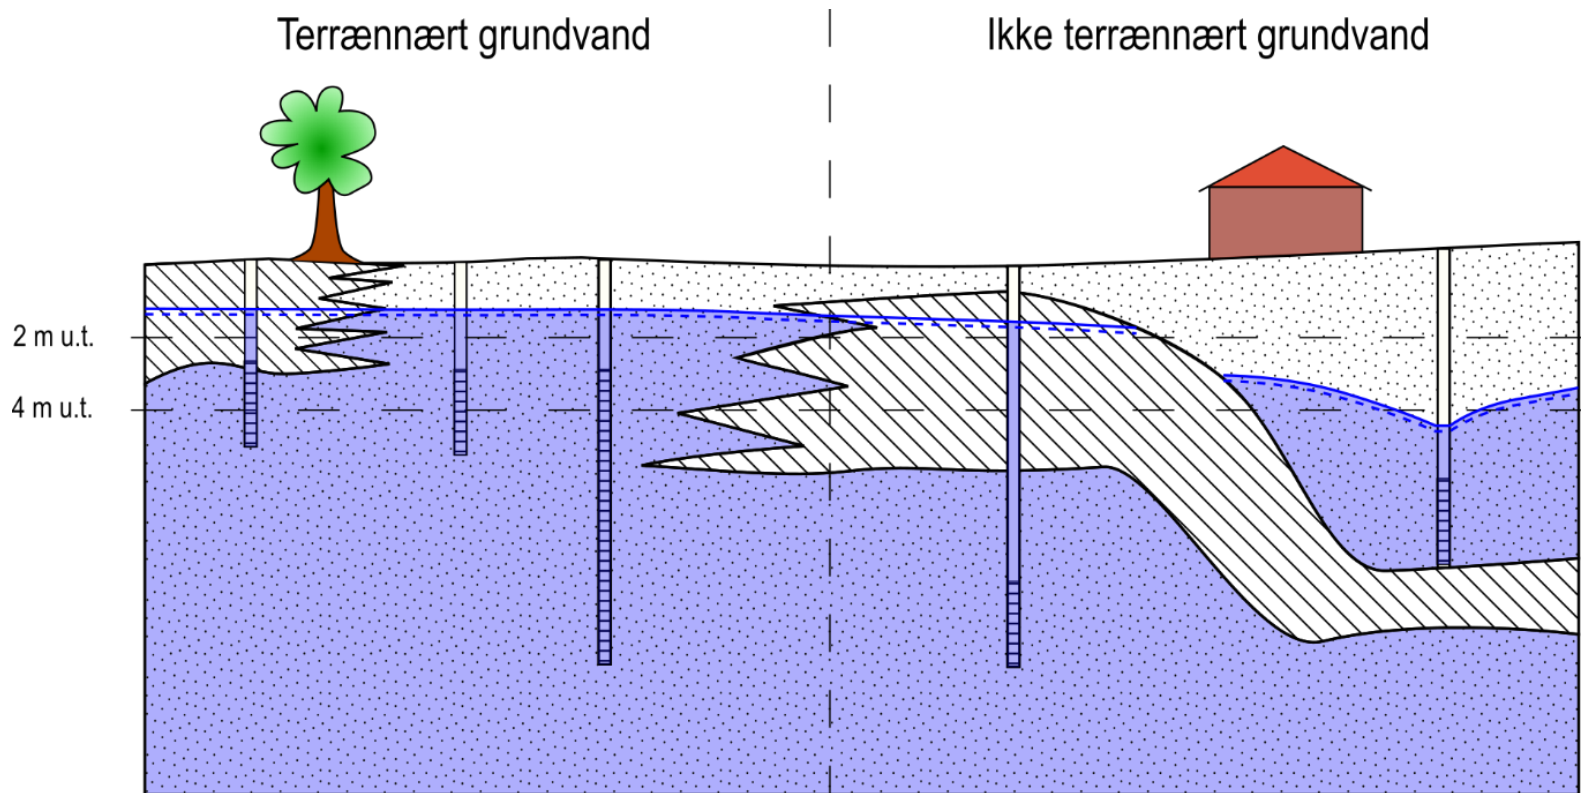 Terrænnært grundvand
Ikke terrænnært grundvand
2 m u.t.
4 m u.t.